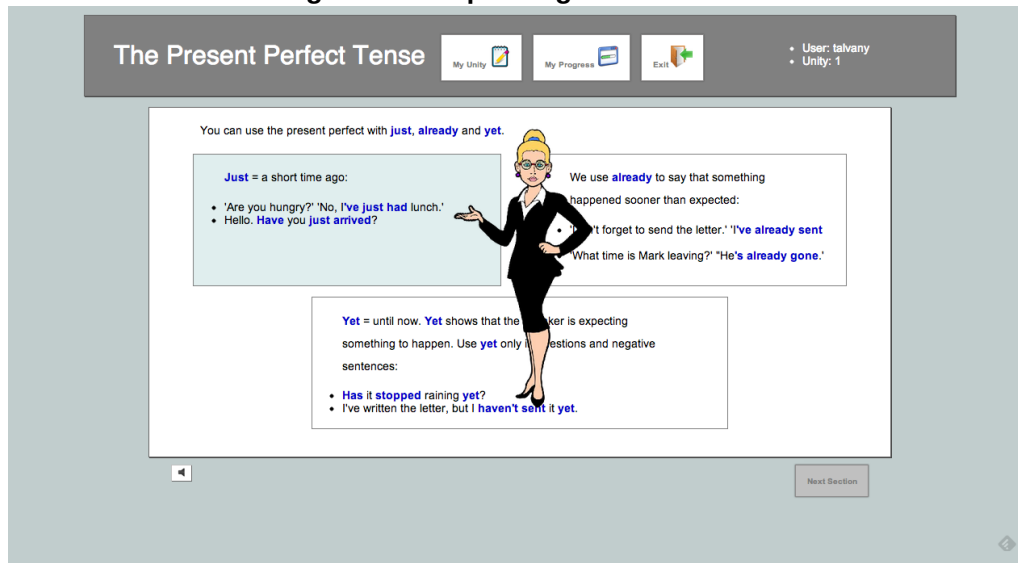 The Present Perfect Tense
My Unity
My Progress
Exit
User: talvany
Unity: 1
You can use the present perfect with just, already and yet.
Just = a short time ago:
'Are you hungry?' 'No, I've just had lunch.'
Hello. Have you just arrived?
We use already to say that something
happened sooner than expected:
't forget to send the letter.' 'I've already sent
'What time is Mark leaving?' "He's already gone.'
Yet = until now. Yet shows that the ker is expecting
something to happen. Use yet only estions and negative
sentences:
Has it stopped raining yet?
I've written the letter, but I haven't sent it yet.
Next Section